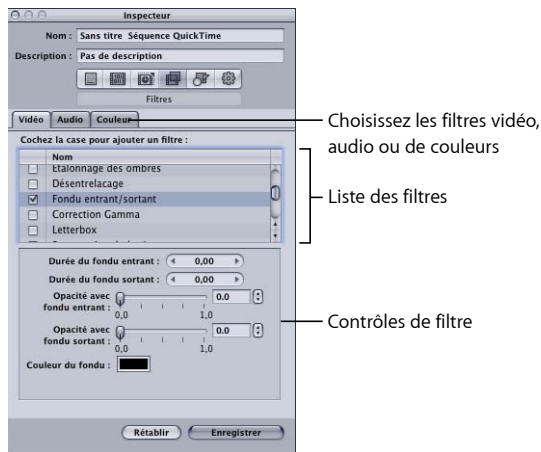 Inspecteur
Nom : Sans titre Séquence QuickTime
Description : Pas de description
Filtres
Vidéo Audio Couleur
Choisissez les filtres vidéo,
audio ou de couleurs
Cochez la case pour ajouter un filtre :
Nom
Etalonnage des ombres
Désentrelacage
Fondu entrant/sortant
Correction Gamma
Letterbox
Liste des filtres
Durée du fondu entrant : 0,00
Durée du fondu sortant : 0,00
Opacité avec
fondu entrant : 0.0
0,0 1,0
Opacité avec
fondu sortant : 0.0
0,0 1,0
Couleur du fondu :
Contrôles de filtre
Rétablir Enregistrer